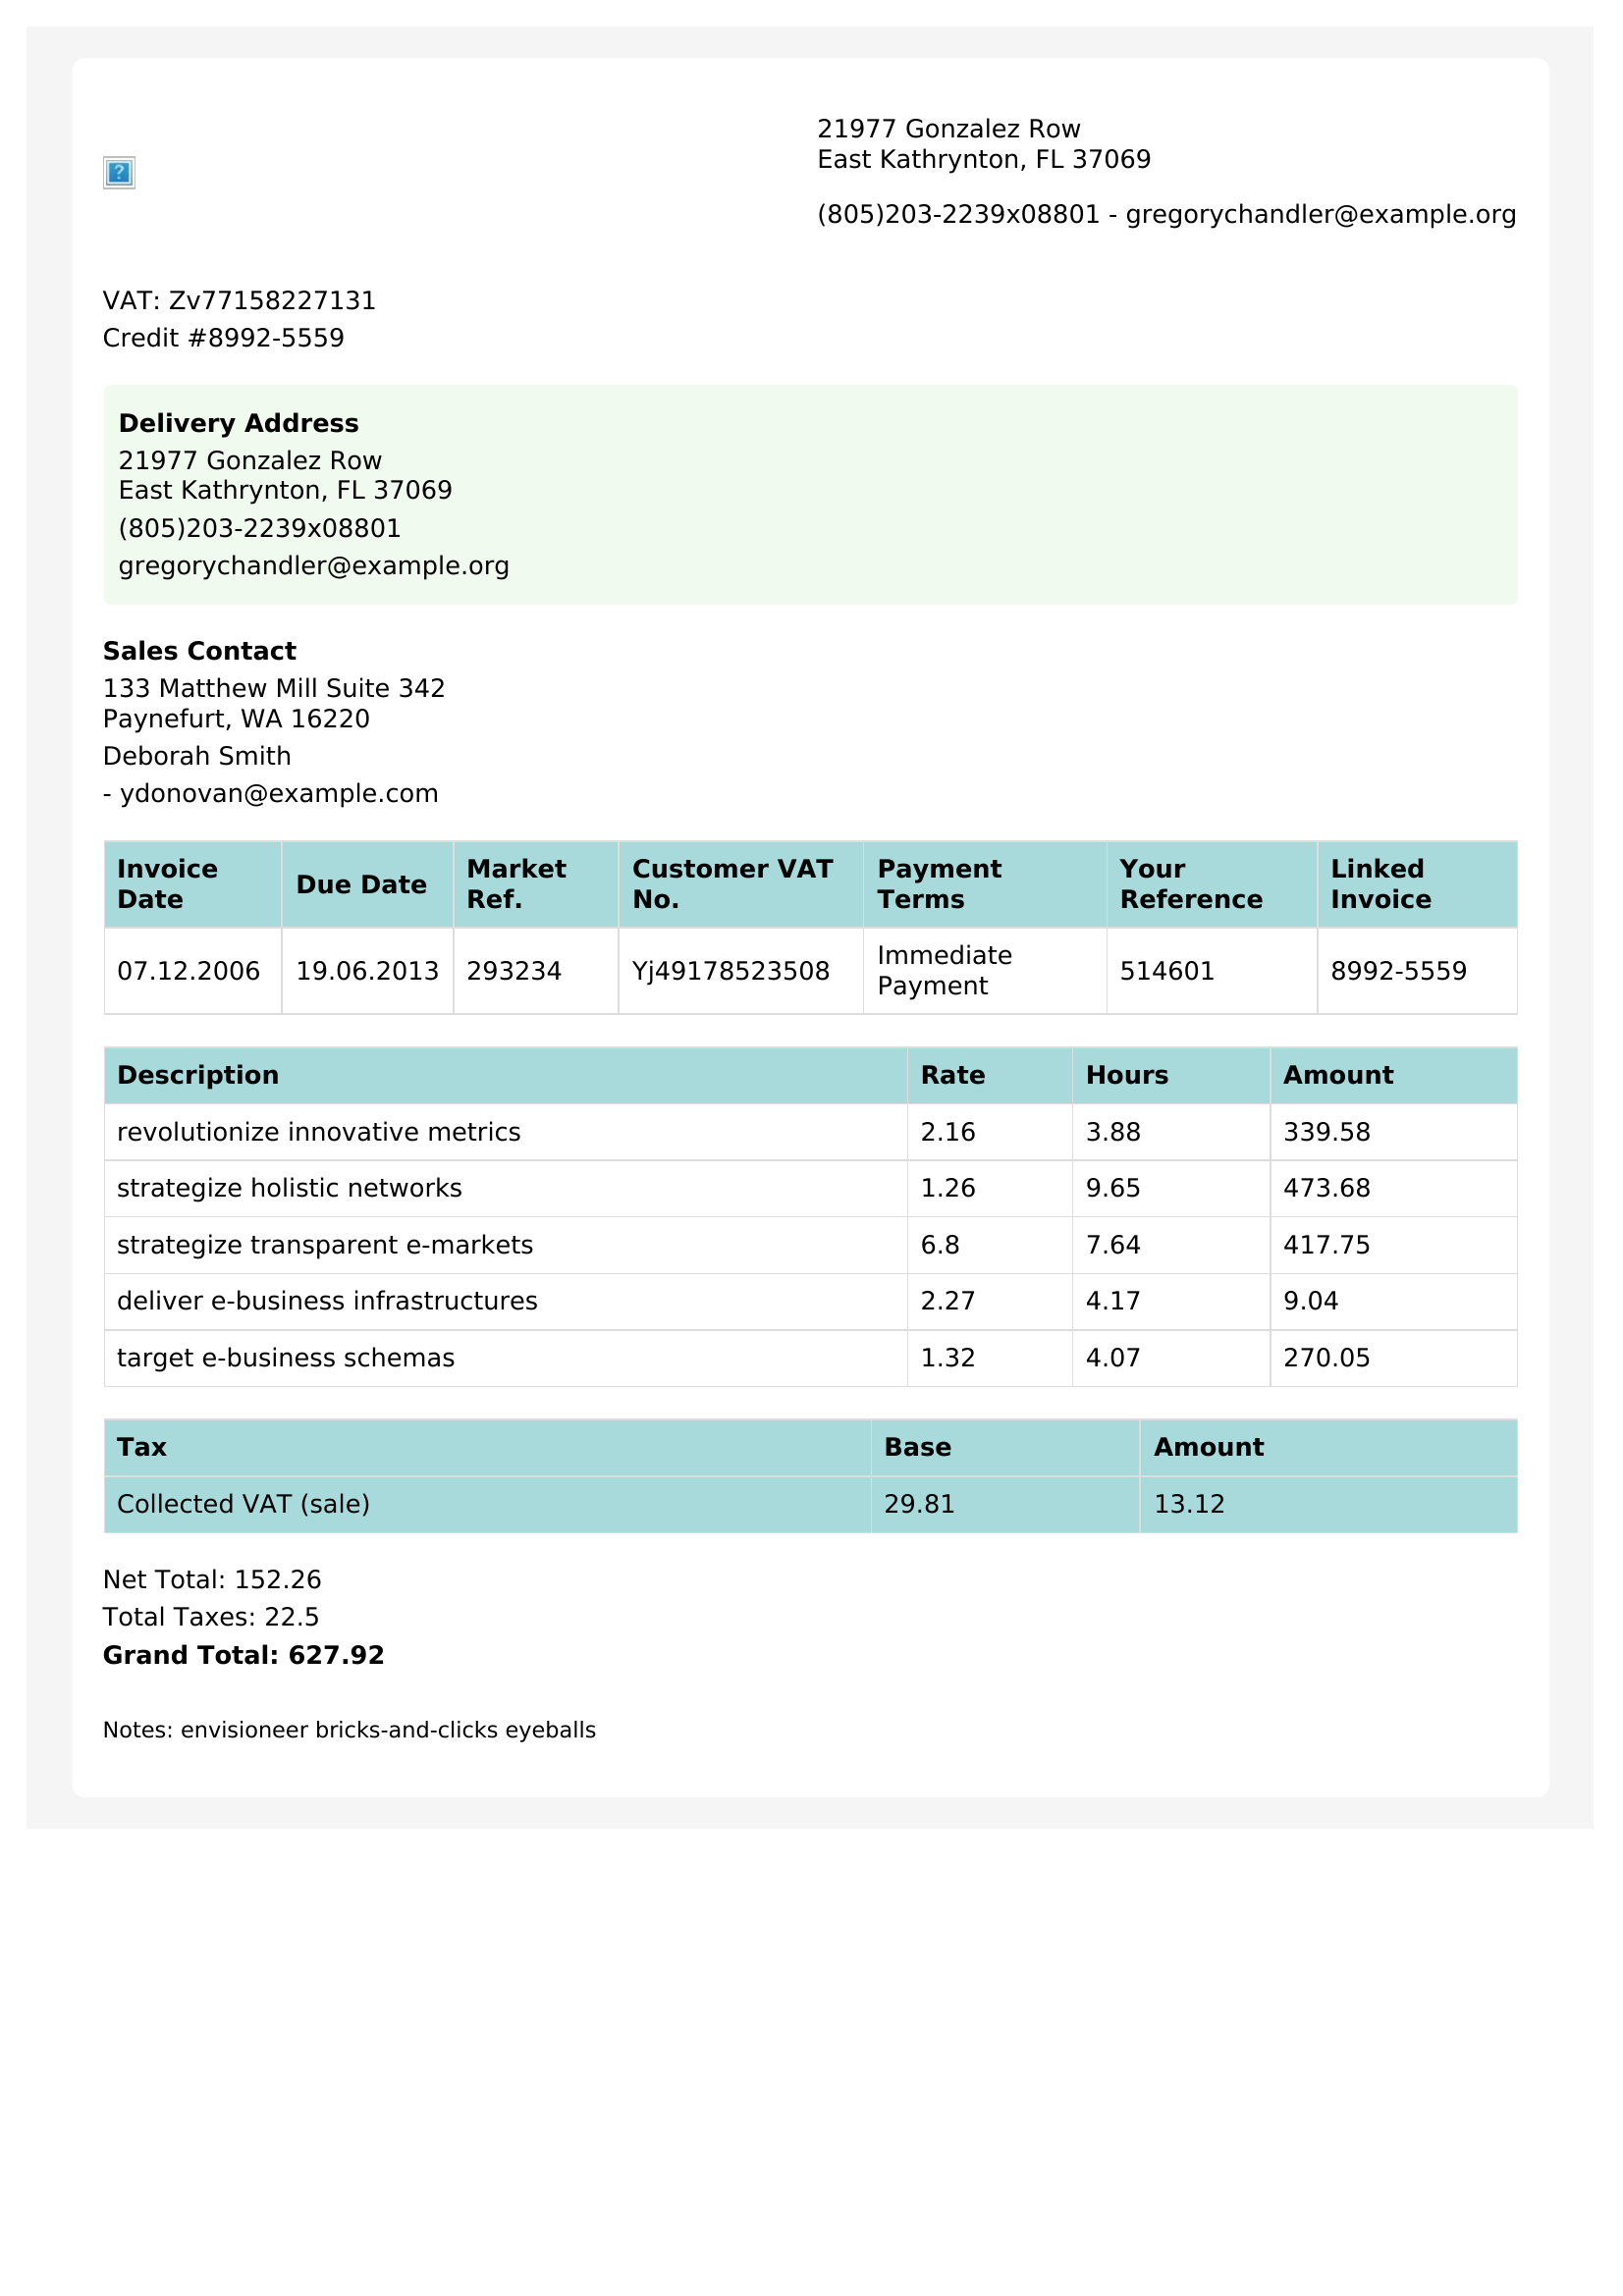 21977 Gonzalez Row
East Kathrynton, FL 37069
(805)203-2239x08801 - gregorychandler@example.org
VAT: Zv77158227131
Credit #8992-5559
Delivery Address
21977 Gonzalez Row
East Kathrynton, FL 37069
(805)203-2239x08801
gregorychandler@example.org
Sales Contact
133 Matthew Mill Suite 342
Paynefurt, WA 16220
Deborah Smith
- ydonovan@example.com
Invoice Date Due Date Market Ref. Customer VAT No. Payment Terms Your Reference Linked Invoice
07.12.2006 19.06.2013 293234 Yj49178523508 Immediate Payment 514601 8992-5559
Description Rate Hours Amount
revolutionize innovative metrics 2.16 3.88 339.58
strategize holistic networks 1.26 9.65 473.68
strategize transparent e-markets 6.8 7.64 417.75
deliver e-business infrastructures 2.27 4.17 9.04
target e-business schemas 1.32 4.07 270.05
Tax Base Amount
Collected VAT (sale) 29.81 13.12
Net Total: 152.26
Total Taxes: 22.5
Grand Total: 627.92
Notes: envisioneer bricks-and-clicks eyeballs